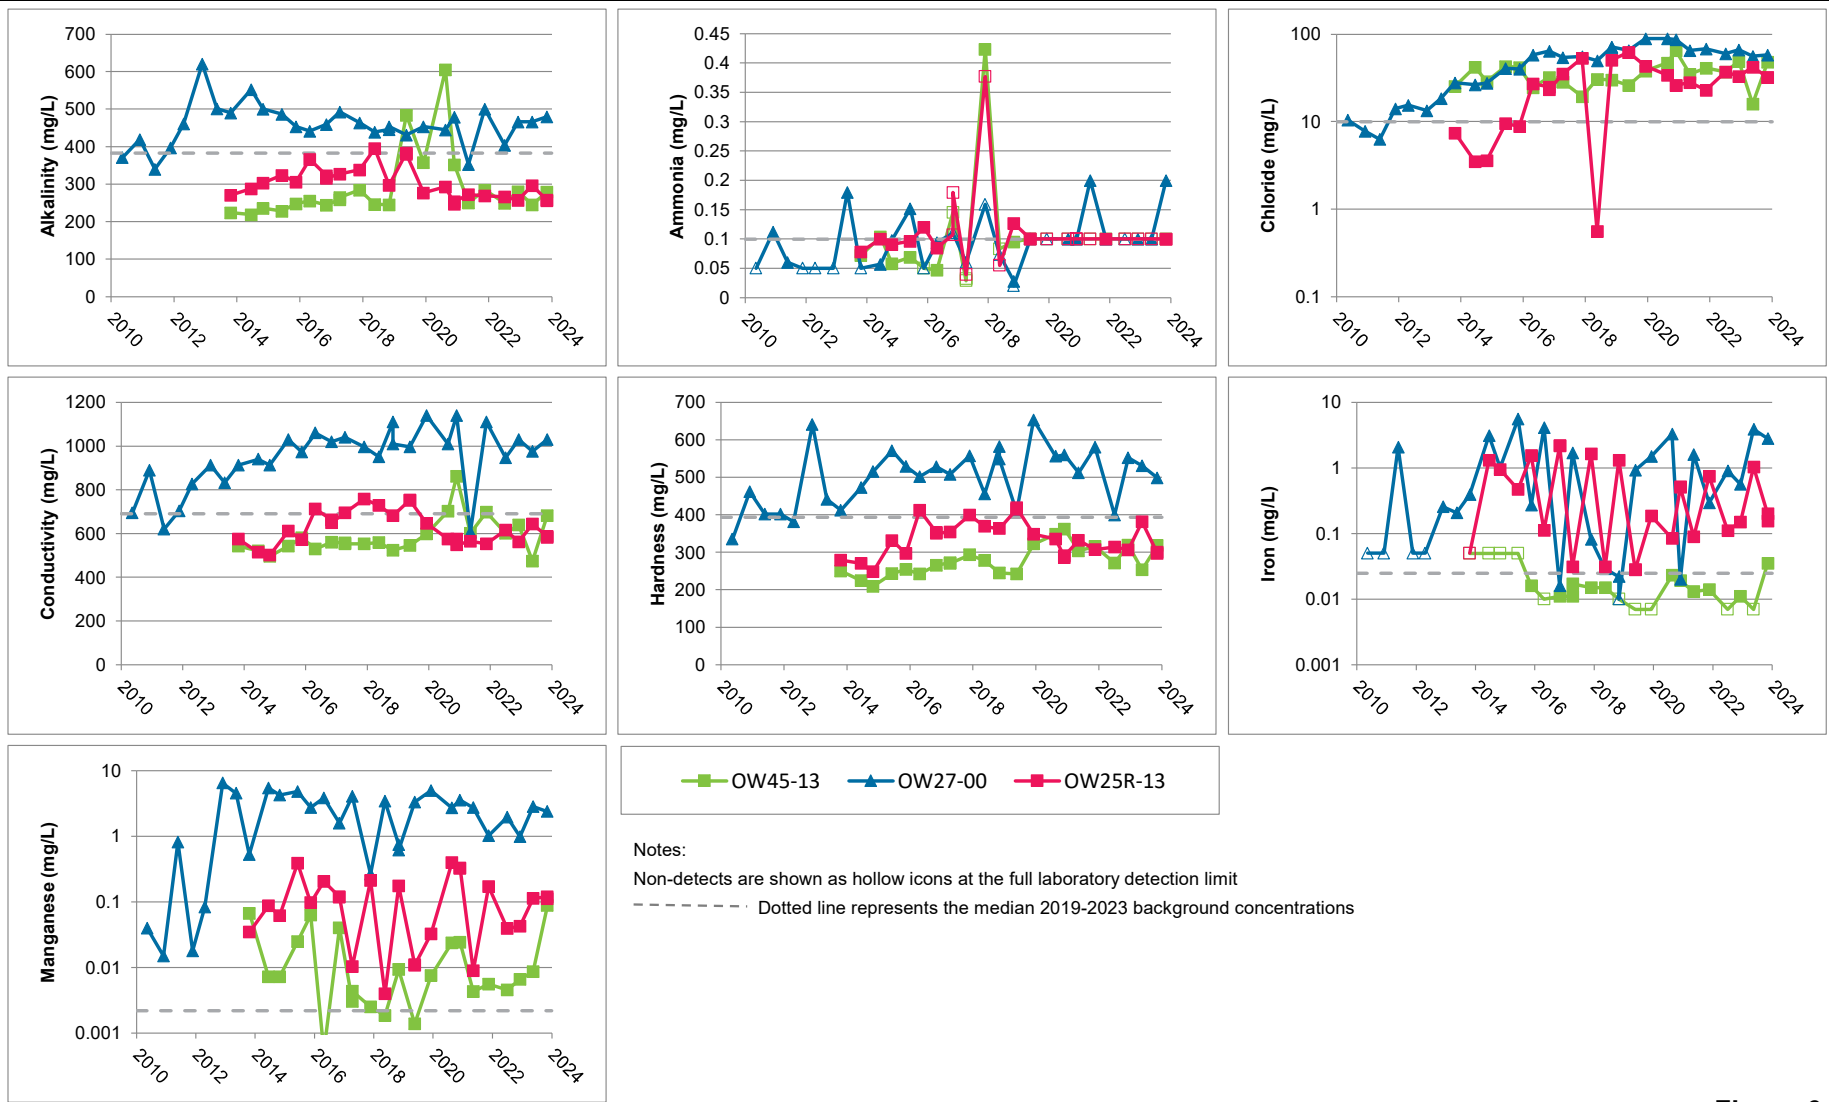 Alkalinity (mg/L)
700
600
500
400
300
200
100
0
2010 2012 2014 2016 2018 2020 2022 2024
Ammonia (mg/L)
0.45
0.4
0.35
0.3
0.25
0.2
0.15
0.1
0.05
0
2010 2012 2014 2016 2018 2020 2022 2024
Chloride (mg/L)
100
10
1
0.1
2010 2012 2014 2016 2018 2020 2022 2024
Conductivity (mg/L)
1200
1000
800
600
400
200
0
2010 2012 2014 2016 2018 2020 2022 2024
Hardness (mg/L)
700
600
500
400
300
200
100
0
2010 2012 2014 2016 2018 2020 2022 2024
Iron (mg/L)
10
1
0.1
0.01
0.001
2010 2012 2014 2016 2018 2020 2022 2024
Manganese (mg/L)
10
1
0.1
0.01
0.001
2010 2012 2014 2016 2018 2020 2022 2024
OW45-13 OW27-00 OW25R-13
Notes:
Non-detects are shown as hollow icons at the full laboratory detection limit
Dotted line represents the median 2019-2023 background concentrations